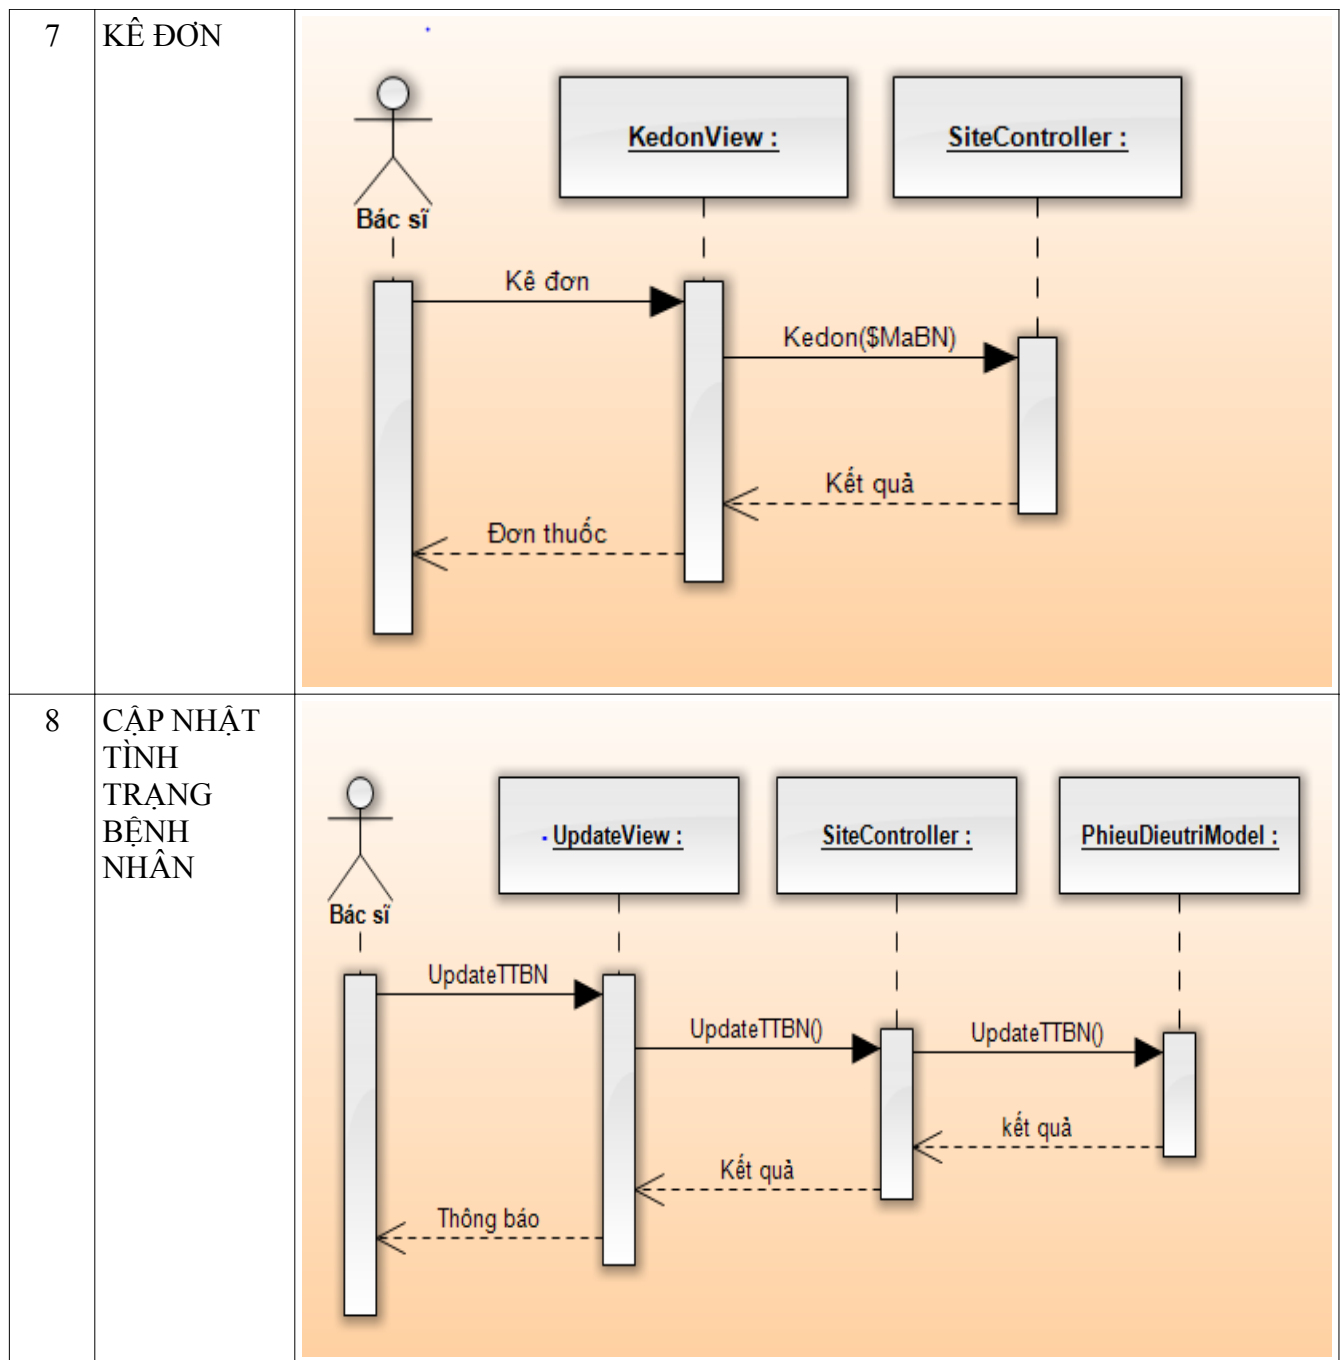 7
KÊ ĐƠN
KedonView :
SiteController :
Bác sĩ
Kê đơn
Kedon($MaBN)
Kết quả
Đơn thuốc
8
CẬP NHẬT
TÌNH
TRẠNG
BỆNH
NHÂN
UpdateView :
SiteController :
PhieuDieutriModel :
Bác sĩ
UpdateTTBN
UpdateTTBN()
UpdateTTBN()
kết quả
Kết quả
Thông báo